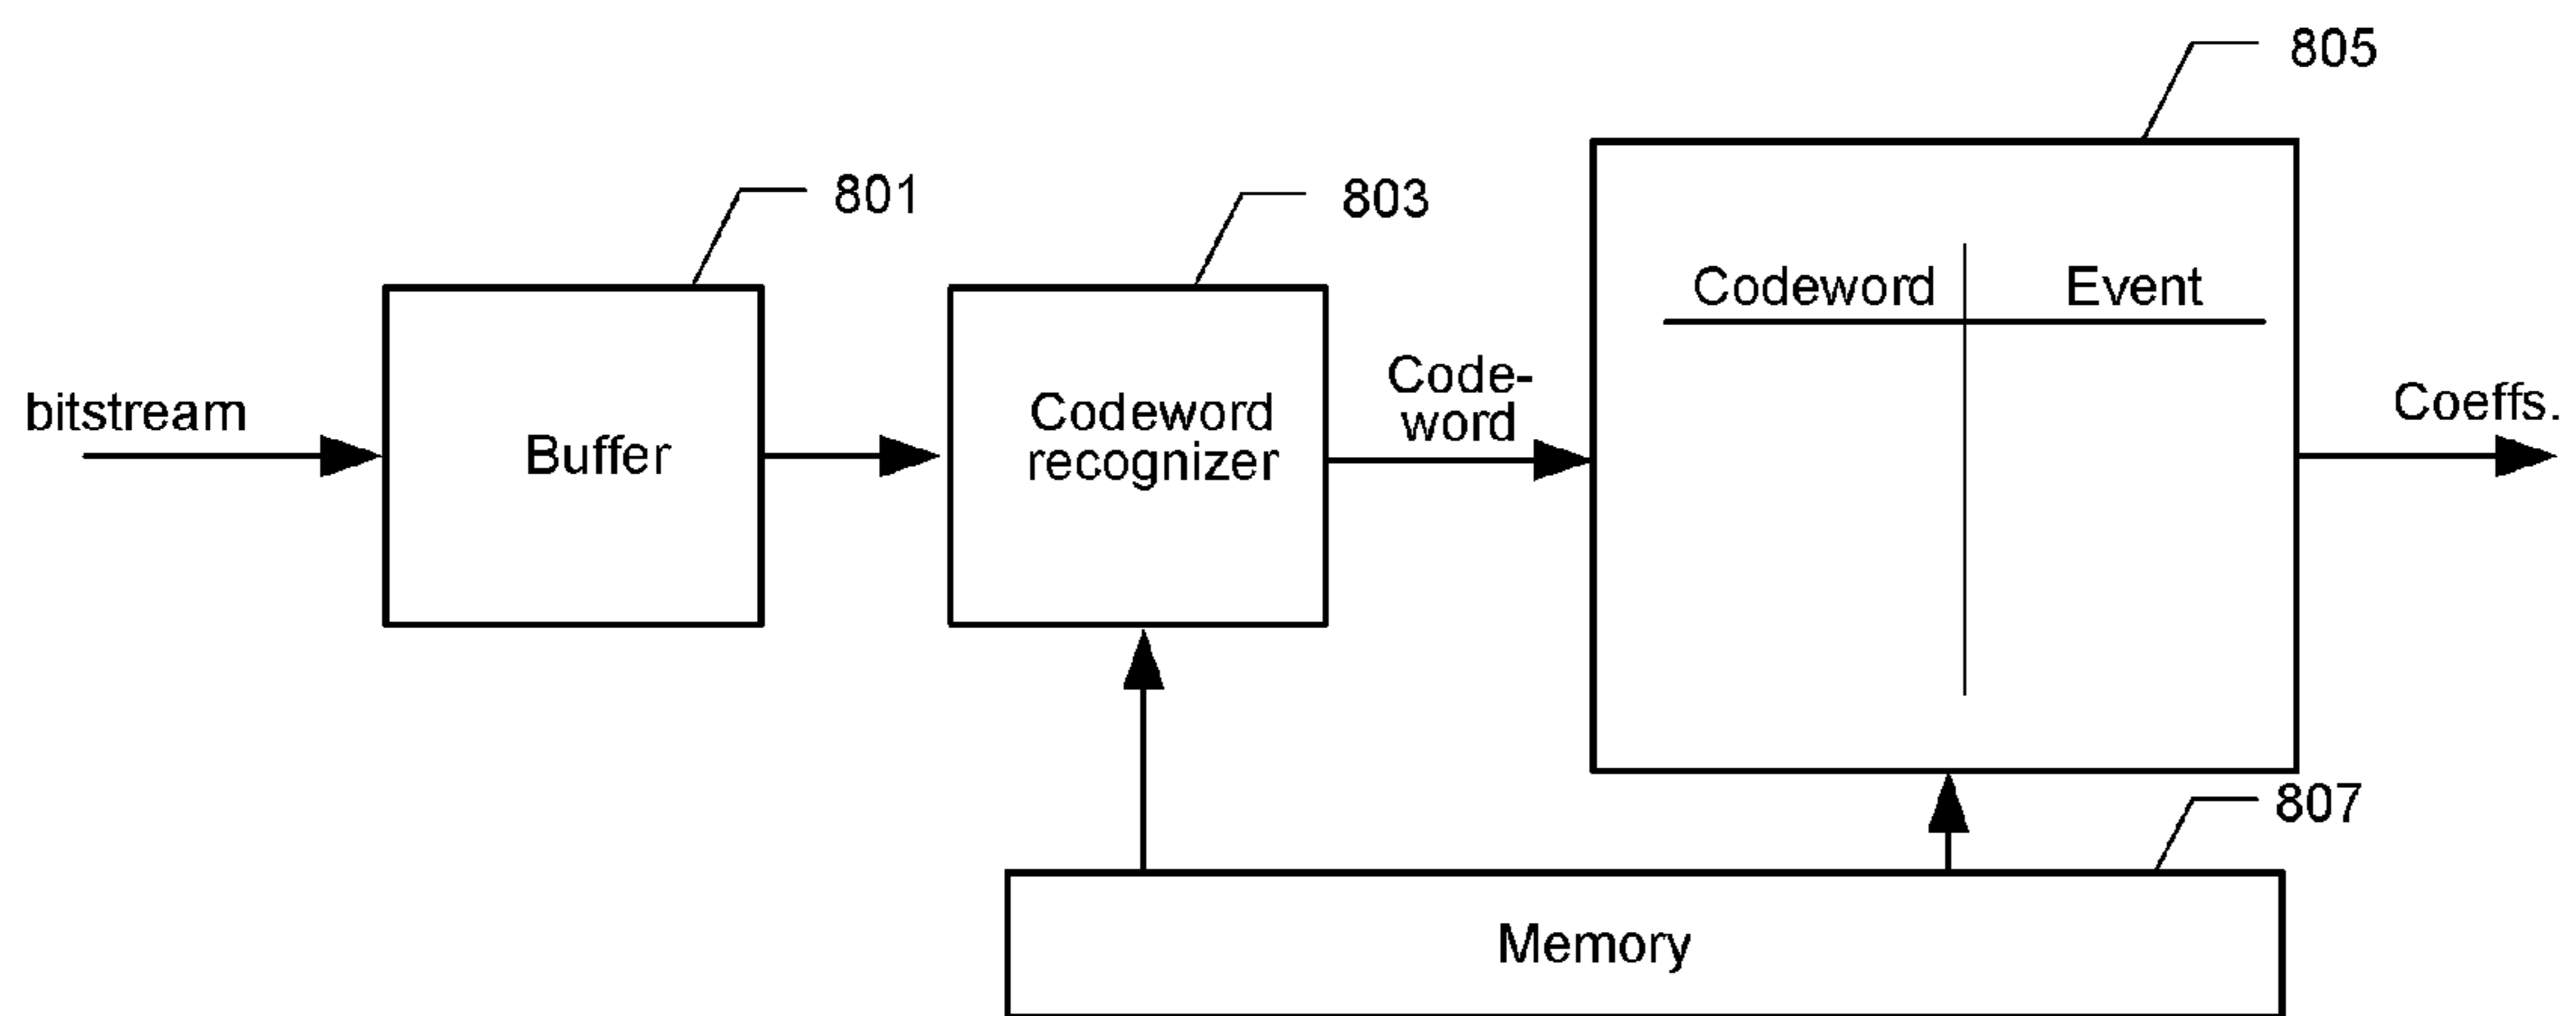 805
801
803
Codeword Event
bitstream
Buffer
Codeword
recognizer
Code-
word
Coeffs.
807
Memory